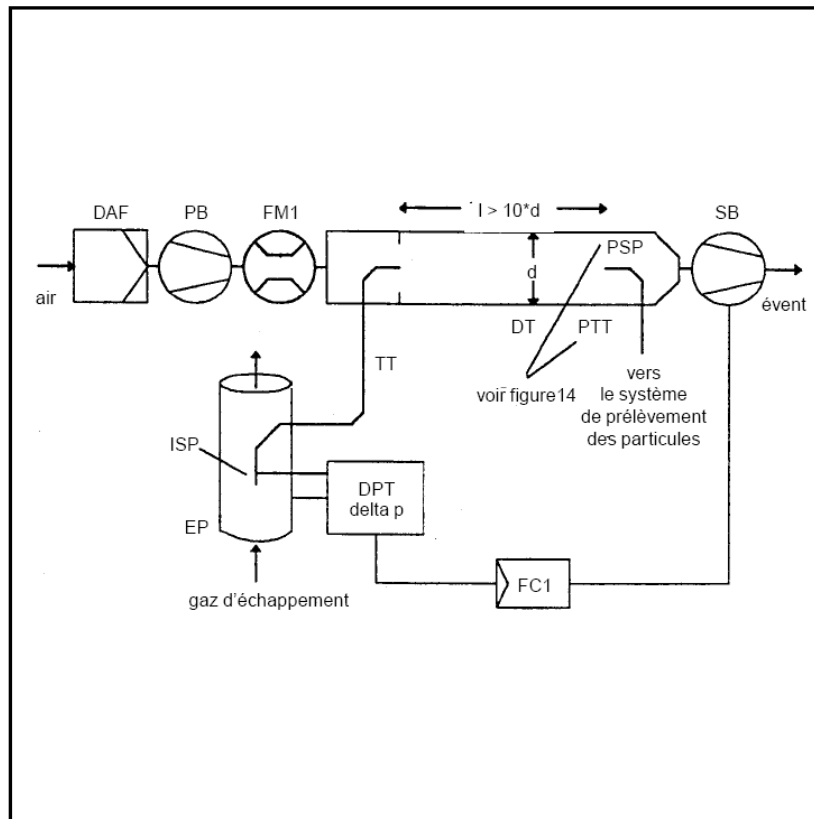 l > 10*d
DAF
PB
FM1
SB
PSP
d
air
évent
DT
PTT
TT
voir figure14
vers
le système
de prélèvement
des particules
ISP
DPT
delta p
EP
FC1
gaz d'échappement